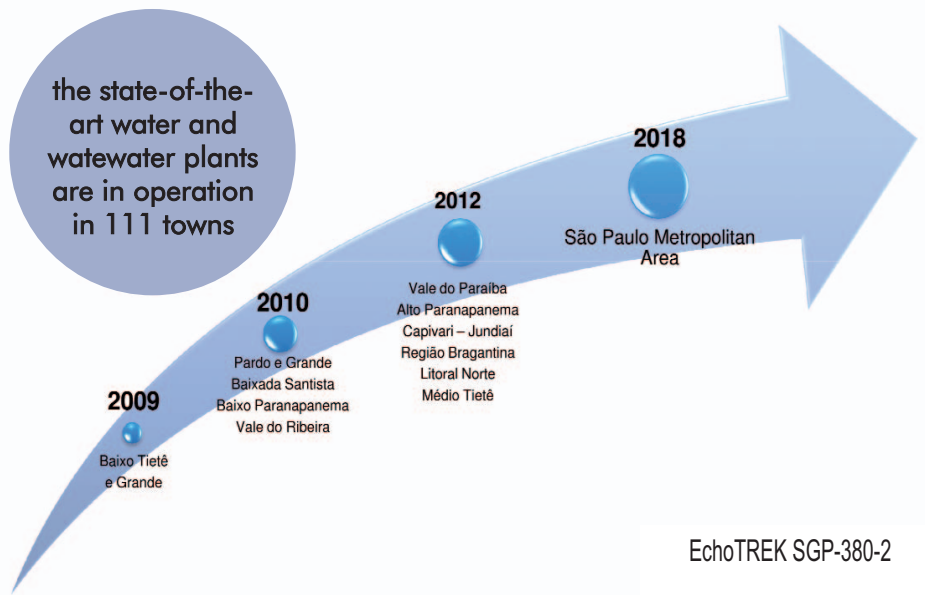 the state-of-the-
art water and
watewater plants
are in operation
in 111 towns
2009
Baixo Tietê
e Grande
2010
Pardo e Grande
Baixada Santista
Baixo Paranapanema
Vale do Ribeira
2012
Vale do Paraíba
Alto Paranapanema
Capivari – Jundiaí
Região Bragantina
Litoral Norte
Médio Tietê
2018
São Paulo Metropolitan
Area
EchoTREK SGP-380-2